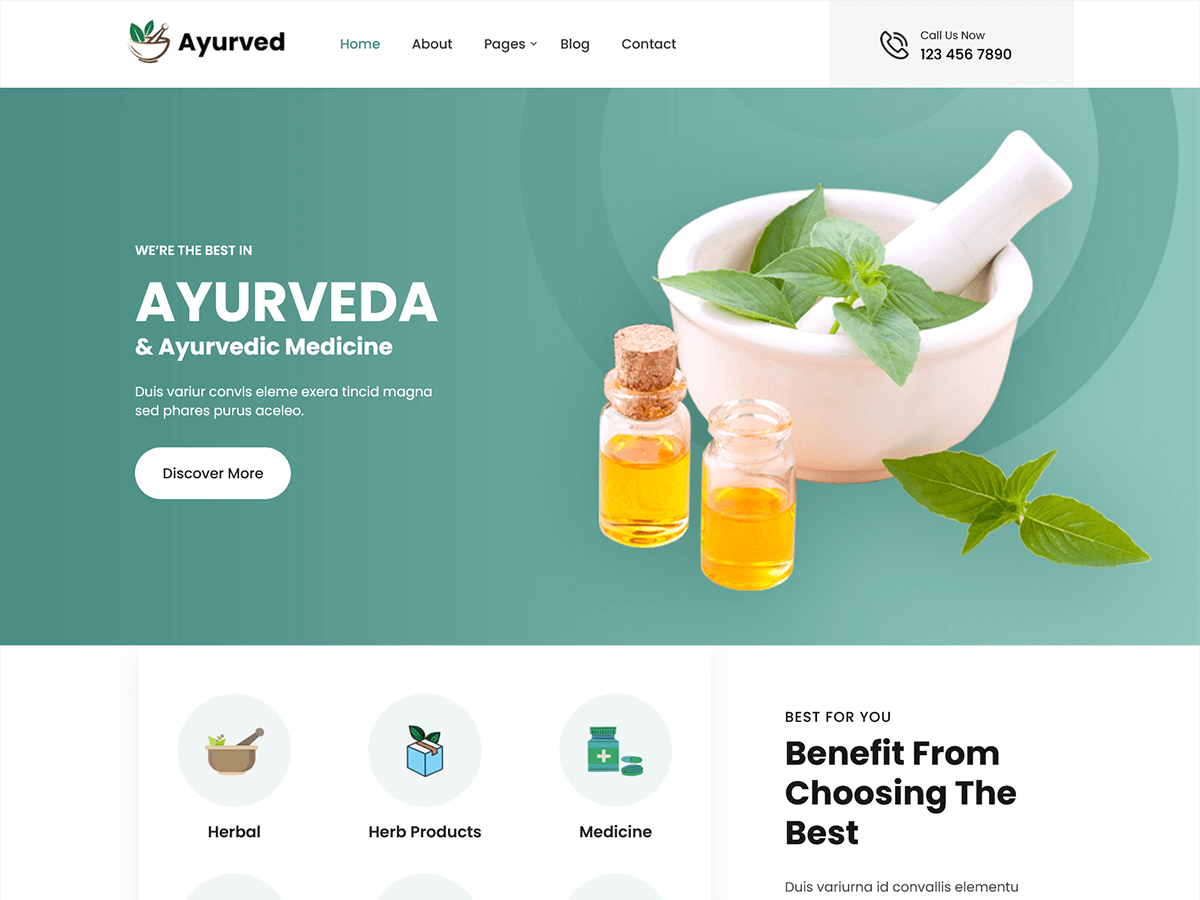 Ayurved
Home About Pages Blog Contact
Call Us Now
123 456 7890
WE’RE THE BEST IN
AYURVEDA
& Ayurvedic Medicine
Duis variur convls eleme exera tincid magna
sed phares purus aceleo.
Discover More
Herbal Herb Products Medicine
BEST FOR YOU
Benefit From
Choosing The
Best
Duis variurna id convallis elementu